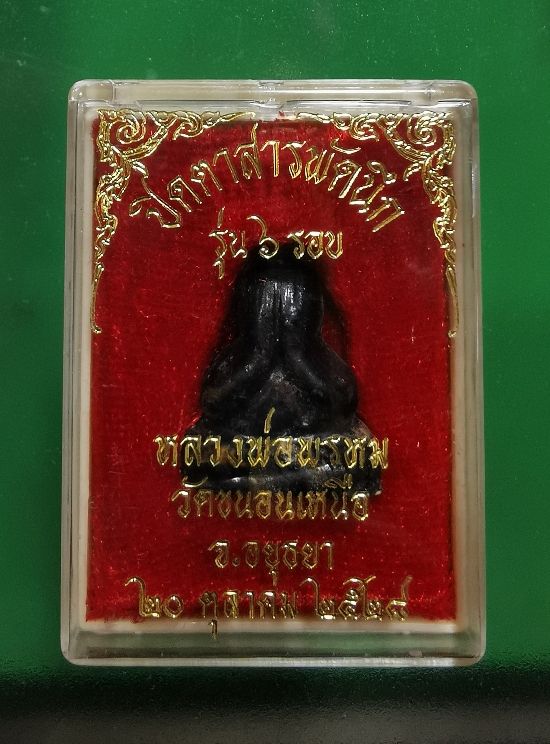 ปิดตาสารพัดนึก
รุ่น ๖ รอบ
หลวงพ่อพรหม
วัดขนอนเหนือ
จ.อยุธยา
๒๐ ตุลาคม ๒๕๒๘